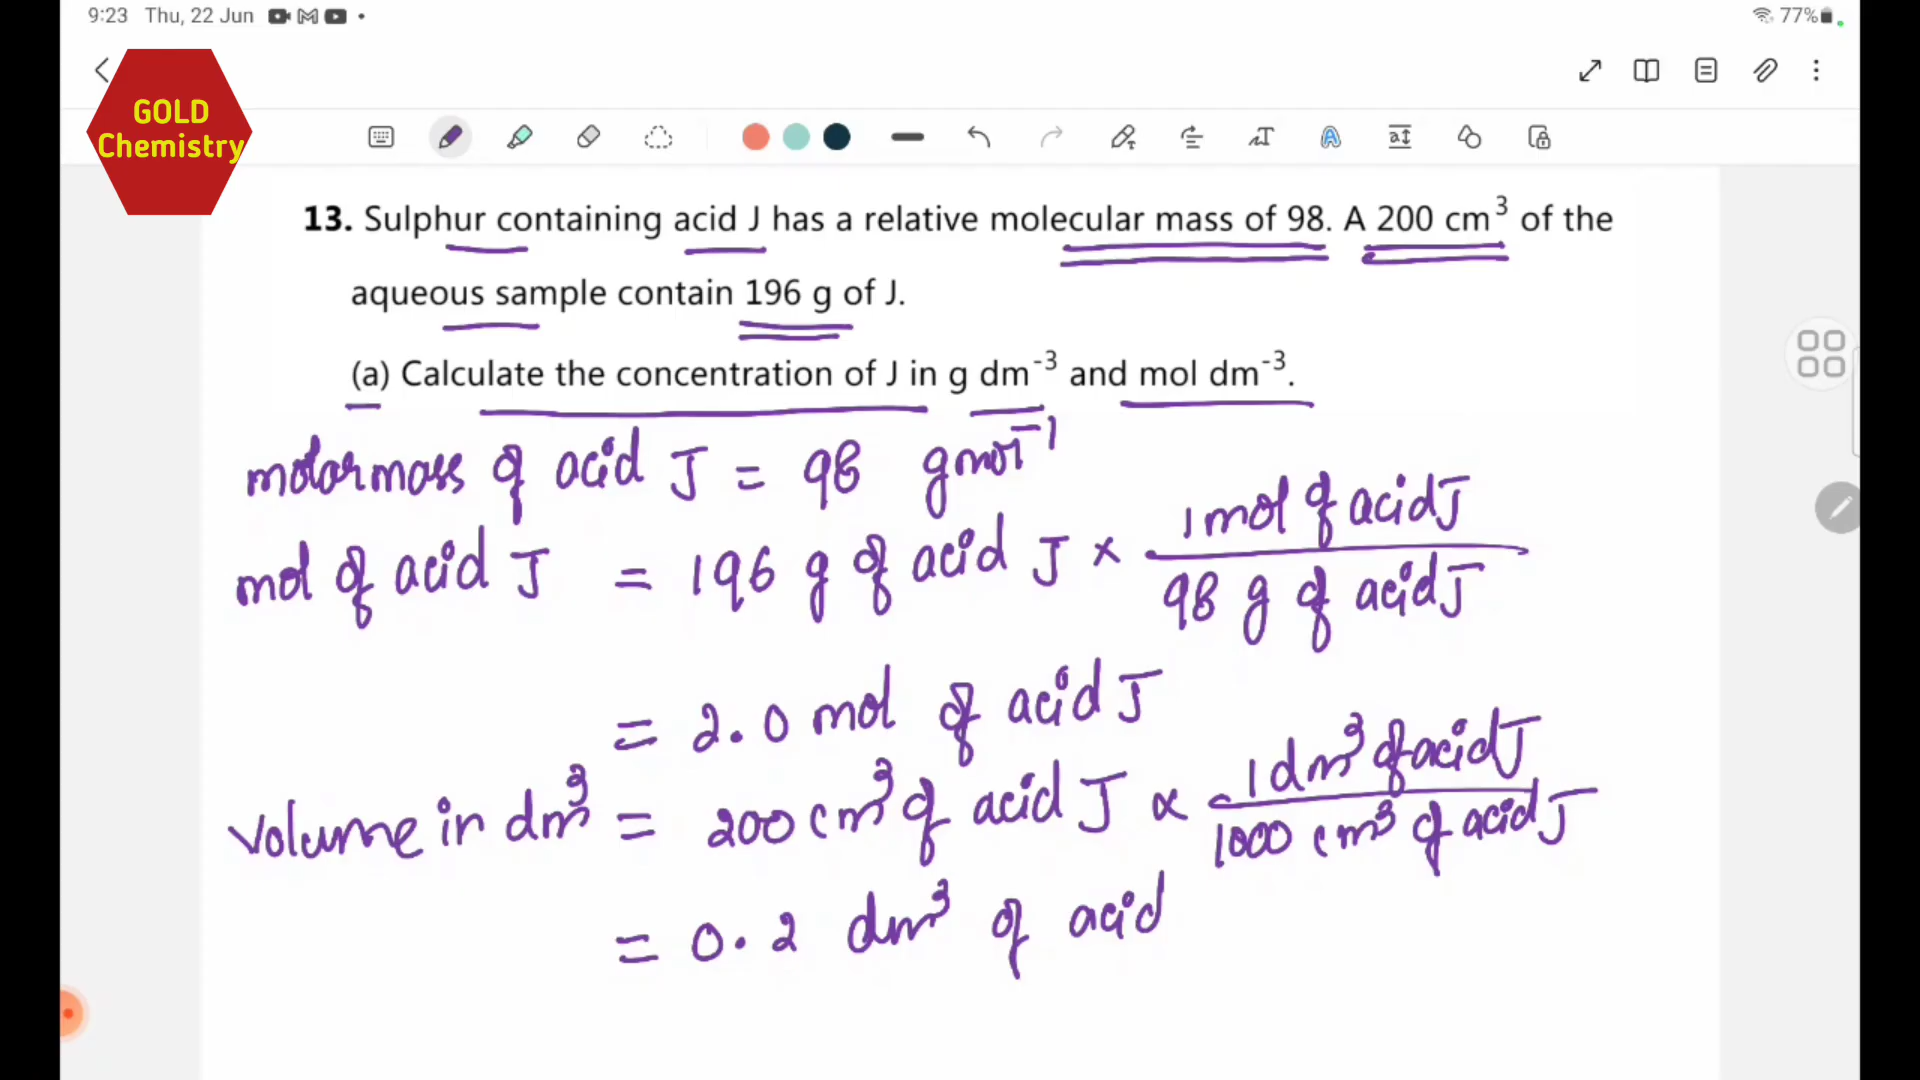 9:23 Thu, 22 Jun
77%
GOLD
Chemistry
13. Sulphur containing acid J has a relative molecular mass of 98. A 200 cm³ of the
aqueous sample contain 196 g of J.
(a) Calculate the concentration of J in g dm⁻³ and mol dm⁻³.
molar mass of acid J = 98 g mol⁻¹
mol of acid J = 196 g of acid J × 1 mol of acid J / 98 g of acid J
= 2.0 mol of acid J
Volume in dm³ = 200 cm³ of acid J × 1 dm³ of acid J / 1000 cm³ of acid J
= 0.2 dm³ of acid